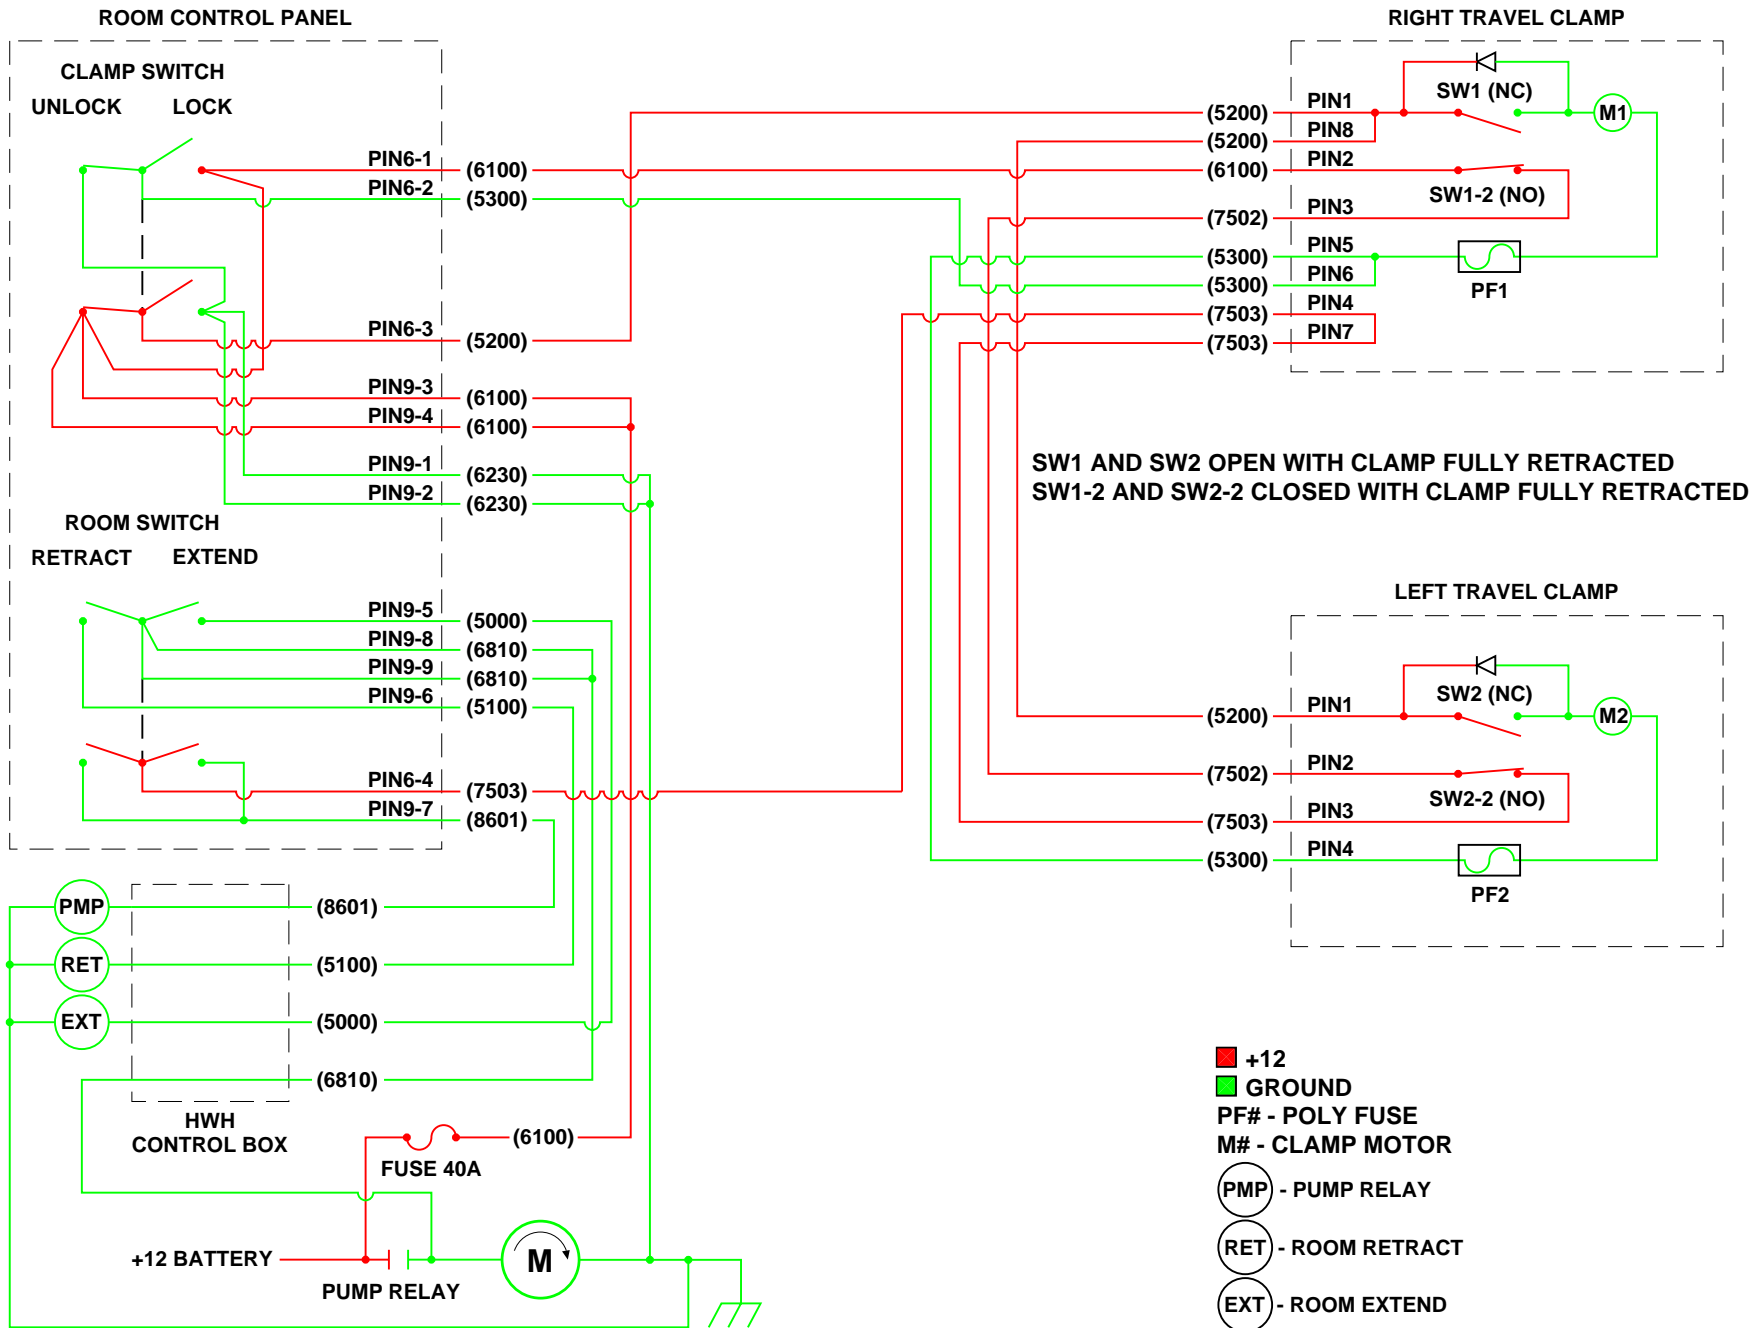 ROOM CONTROL PANEL
CLAMP SWITCH
UNLOCK LOCK
PIN6-1 (6100)
PIN6-2 (5300)
PIN6-3 (5200)
PIN9-3 (6100)
PIN9-4 (6100)
PIN9-1 (6230)
PIN9-2 (6230)
ROOM SWITCH
RETRACT EXTEND
PIN9-5 (5000)
PIN9-8 (6810)
PIN9-9 (6810)
PIN9-6 (5100)
PIN6-4 (7503)
PIN9-7 (8601)
PMP (8601)
RET (5100)
EXT (5000)
(6810)
HWH
CONTROL BOX
(6100)
FUSE 40A
+12 BATTERY
M
PUMP RELAY
RIGHT TRAVEL CLAMP
(5200) PIN1
SW1 (NC)
M1
(5200) PIN8
(6100) PIN2
SW1-2 (NO)
(7502) PIN3
(5300) PIN5
(5300) PIN6
PF1
(7503) PIN4
(7503) PIN7
SW1 AND SW2 OPEN WITH CLAMP FULLY RETRACTED
SW1-2 AND SW2-2 CLOSED WITH CLAMP FULLY RETRACTED
LEFT TRAVEL CLAMP
SW2 (NC)
(5200) PIN1
M2
(7502) PIN2
SW2-2 (NO)
(7503) PIN3
(5300) PIN4
PF2
+12
GROUND
PF# - POLY FUSE
M# - CLAMP MOTOR
PMP - PUMP RELAY
RET - ROOM RETRACT
EXT - ROOM EXTEND